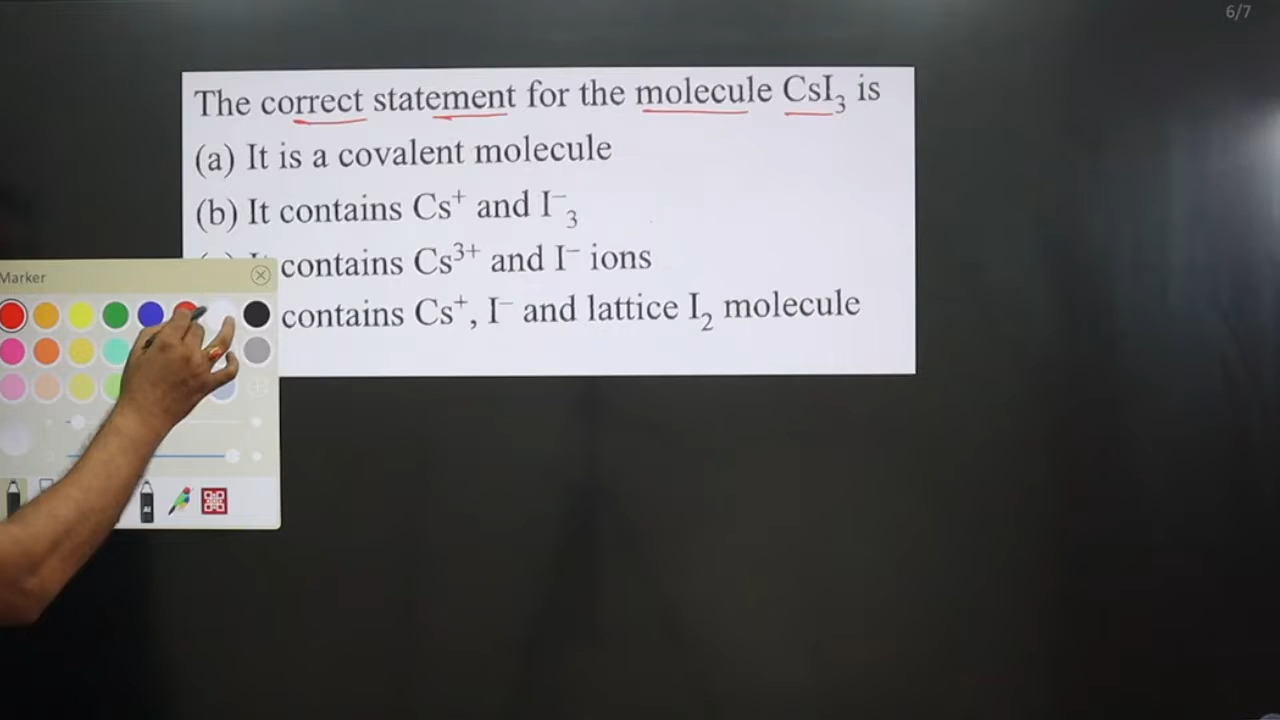 6/7
The correct statement for the molecule CsI₃ is
(a) It is a covalent molecule
(b) It contains Cs⁺ and I⁻₃
contains Cs³⁺ and I⁻ ions
contains Cs⁺, I⁻ and lattice I₂ molecule
Marker
AI